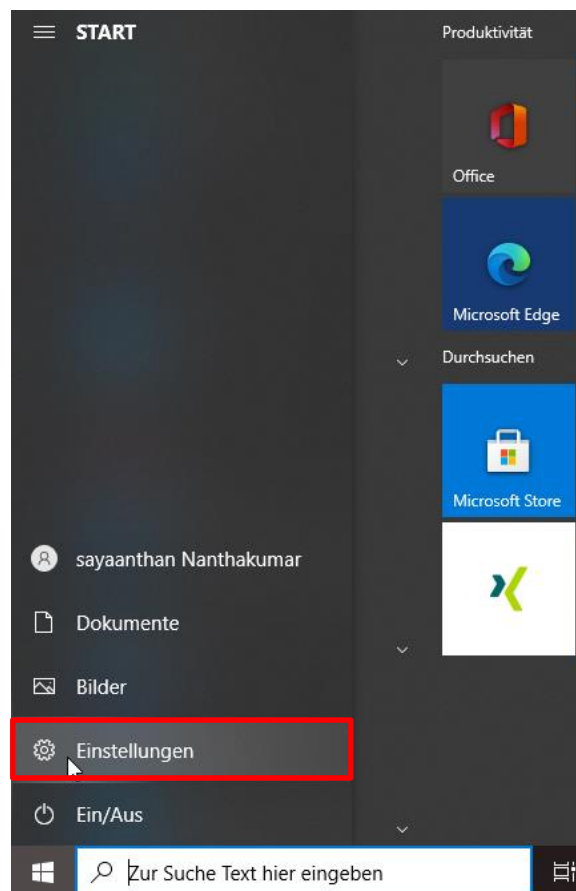 START
Produktivität
Office
Microsoft Edge
Durchsuchen
Microsoft Store
sayaanthan Nanthakumar
Dokumente
Bilder
Einstellungen
Ein/Aus
Zur Suche Text hier eingeben